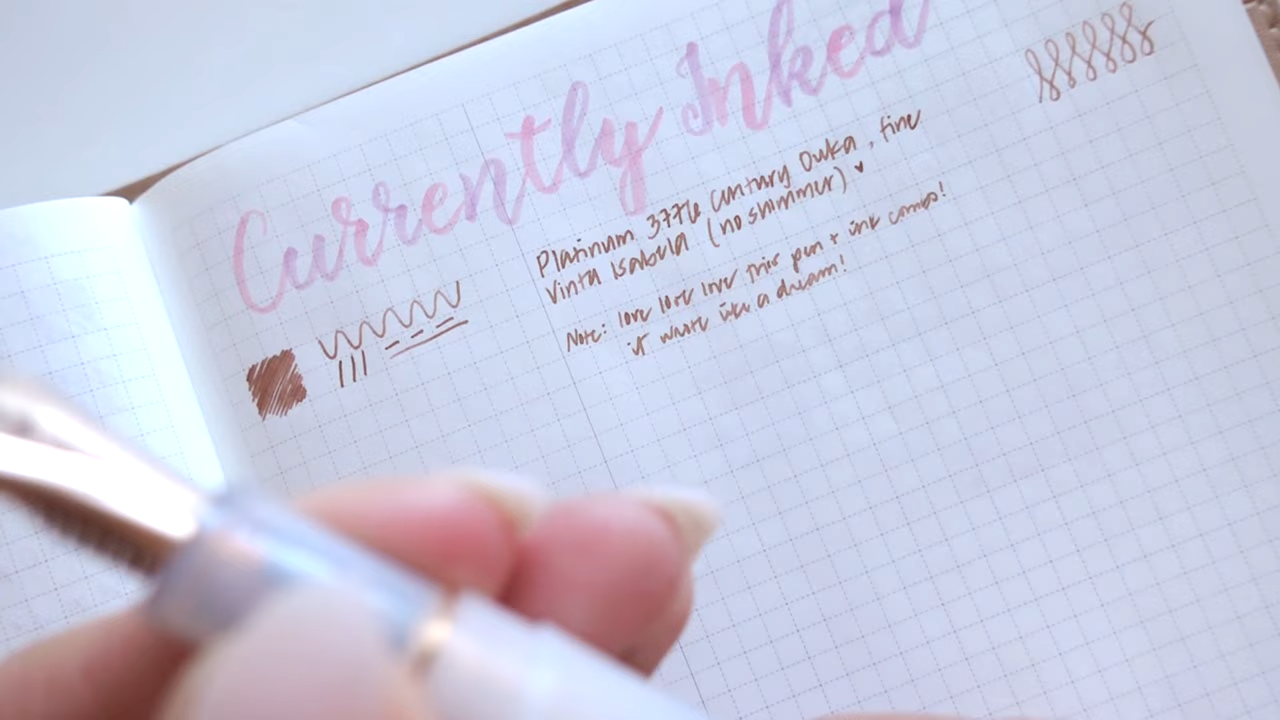 Currently Inked
Platinum 3776 Century Ouka, fine
Vinta Isabela (no shimmer) ♥
Note: love love love this pen + ink combo!
it write like a dream!